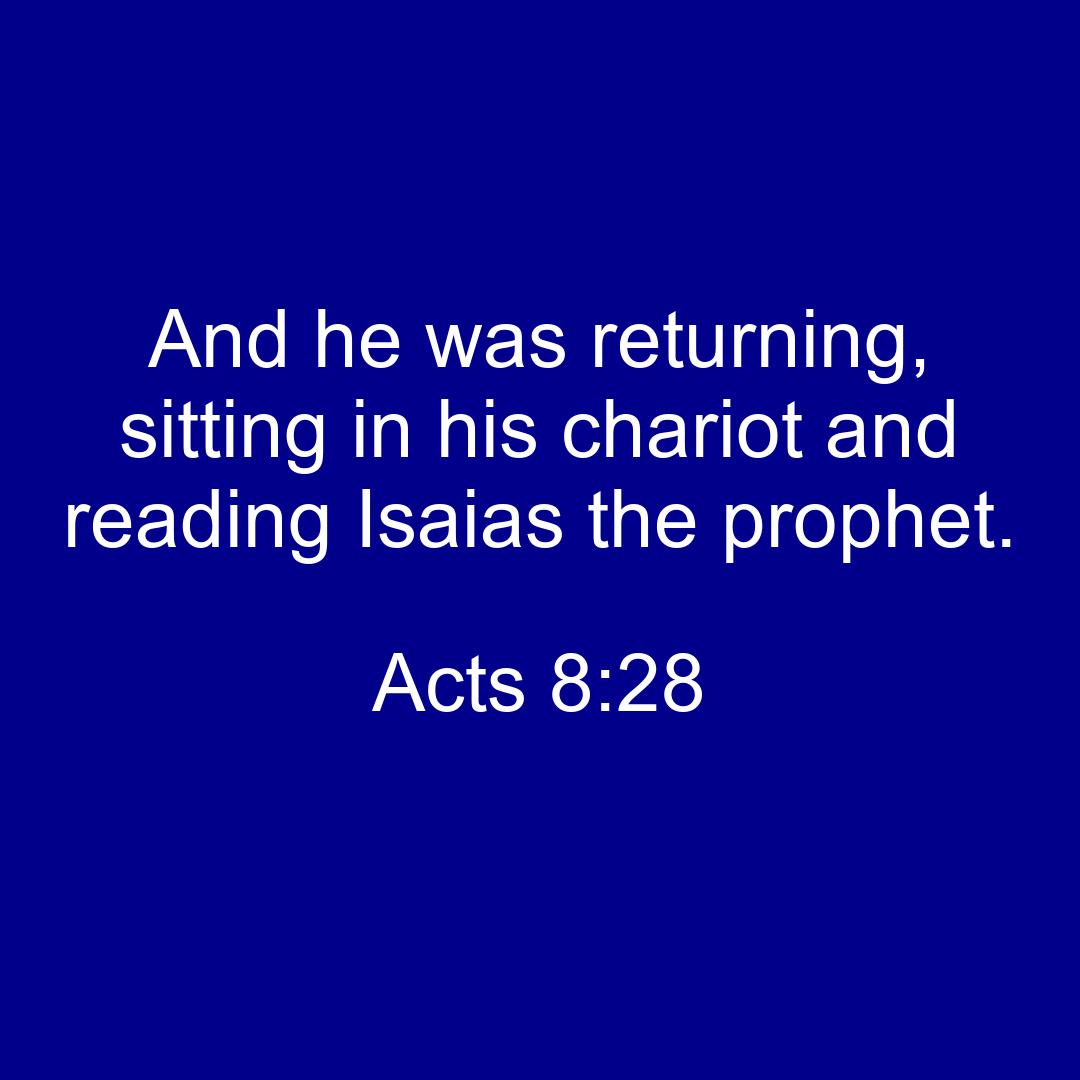 And he was returning,
sitting in his chariot and
reading Isaias the prophet.
Acts 8:28